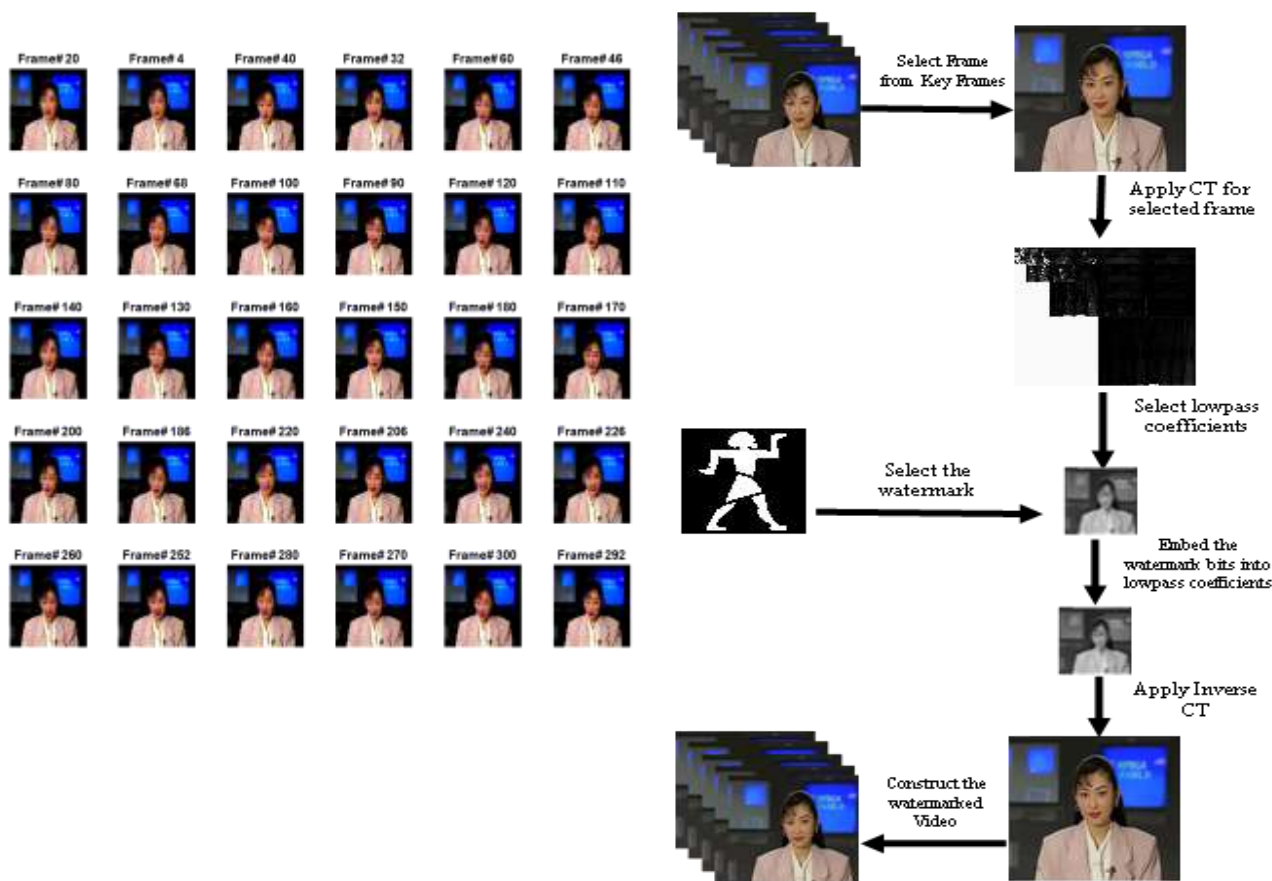 Frame# 20 Frame# 4 Frame# 40 Frame# 32 Frame# 60 Frame# 46
Frame# 80 Frame# 68 Frame# 100 Frame# 90 Frame# 120 Frame# 110
Frame# 140 Frame# 130 Frame# 160 Frame# 150 Frame# 180 Frame# 170
Frame# 200 Frame# 186 Frame# 220 Frame# 206 Frame# 240 Frame# 226
Frame# 260 Frame# 252 Frame# 280 Frame# 270 Frame# 300 Frame# 292
Select Frame
from Key Frames
Apply CT for
selected frame
Select lowpass
coefficients
Select the
watermark
Embed the
watermark bits into
lowpass coefficients
Apply Inverse
CT
Construct the
watermarked
Video